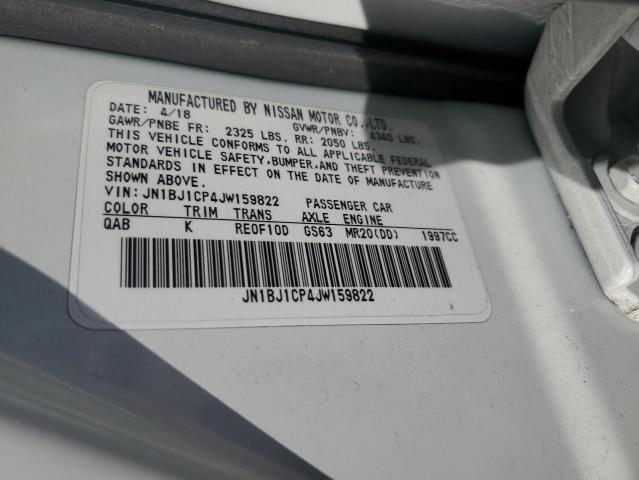 MANUFACTURED BY NISSAN MOTOR CO.,LTD.
DATE: 4/18 GVWR/PNBV: 4340 LBS.
GAWR/PNBE FR: 2325 LBS. RR: 2050 LBS.
THIS VEHICLE CONFORMS TO ALL APPLICABLE FEDERAL
MOTOR VEHICLE SAFETY,BUMPER,AND THEFT PREVENTION
STANDARDS IN EFFECT ON THE DATE OF MANUFACTURE
SHOWN ABOVE.
VIN: JN1BJ1CP4JW159822 PASSENGER CAR
COLOR TRIM TRANS AXLE ENGINE
QAB K RE0F10D GS63 MR20(DD) 1997CC
JN1BJ1CP4JW159822